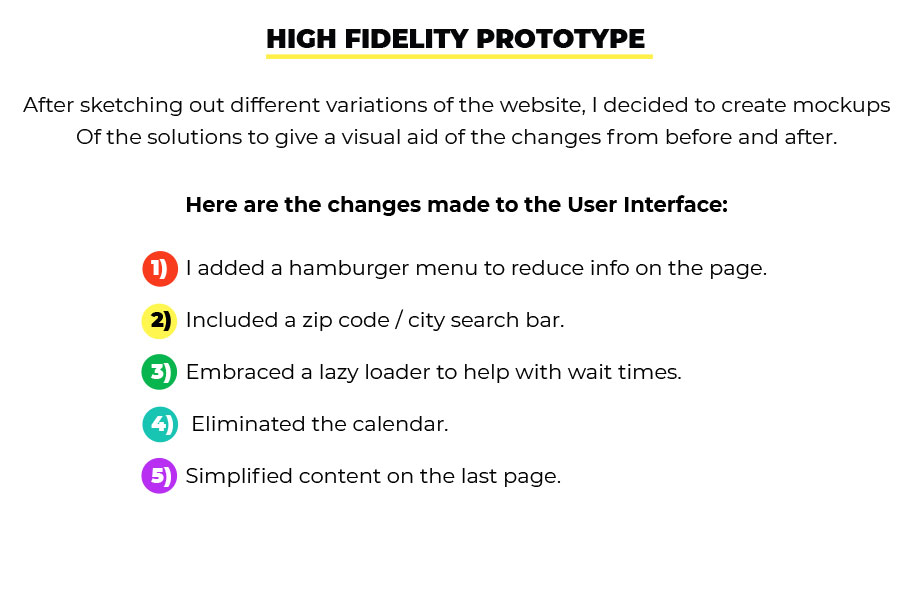 HIGH FIDELITY PROTOTYPE
After sketching out different variations of the website, I decided to create mockups
Of the solutions to give a visual aid of the changes from before and after.
Here are the changes made to the User Interface:
1) I added a hamburger menu to reduce info on the page.
2) Included a zip code / city search bar.
3) Embraced a lazy loader to help with wait times.
4) Eliminated the calendar.
5) Simplified content on the last page.